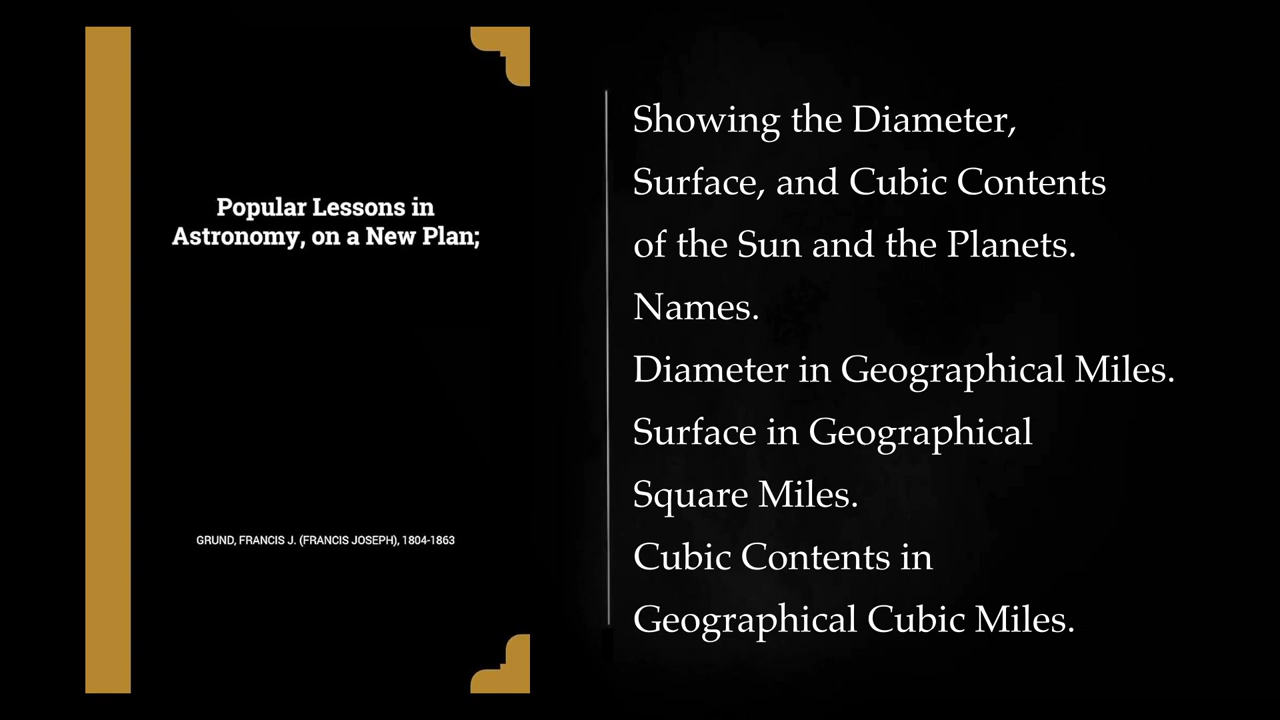 Popular Lessons in
Astronomy, on a New Plan;
GRUND, FRANCIS J. (FRANCIS JOSEPH), 1804-1863
Showing the Diameter,
Surface, and Cubic Contents
of the Sun and the Planets.
Names.
Diameter in Geographical Miles.
Surface in Geographical
Square Miles.
Cubic Contents in
Geographical Cubic Miles.